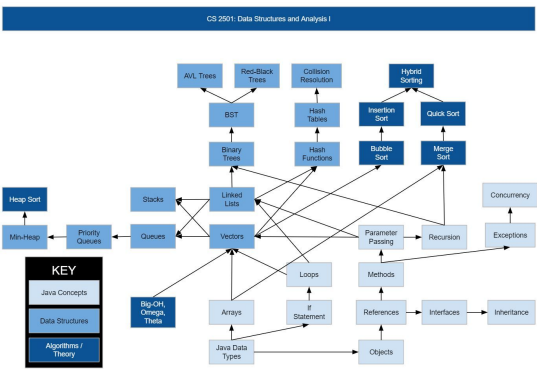 CS 2501: Data Structures and Analysis I
AVL Trees
Red-Black
Trees
Collision
Resolution
Hybrid
Sorting
BST
Hash
Tables
Insertion
Sort
Quick Sort
Binary
Trees
Hash
Functions
Bubble
Sort
Merge
Sort
Heap Sort
Stacks
Linked
Lists
Concurrency
Min-Heap
Priority
Queues
Queues
Vectors
Parameter
Passing
Recursion
Exceptions
KEY
Java Concepts
Data Structures
Algorithms /
Theory
Loops
Methods
Big-OH,
Omega,
Theta
Arrays
If
Statement
References
Interfaces
Inheritance
Java Data
Types
Objects